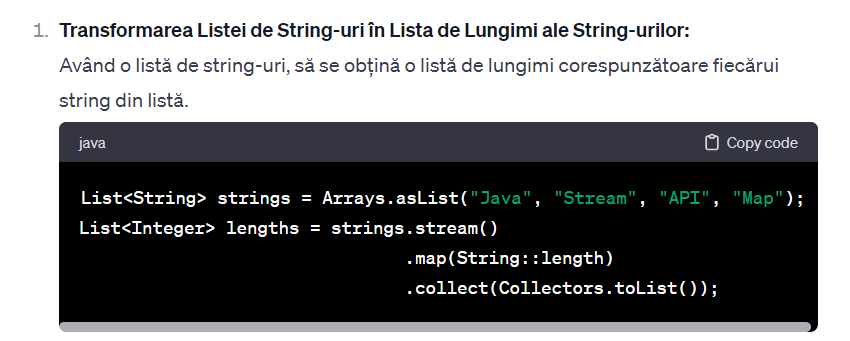 1. Transformarea Listei de String-uri în Lista de Lungimi ale String-urilor:
Având o listă de string-uri, să se obțină o listă de lungimi corespunzătoare fiecărui
string din listă.
java Copy code
List<String> strings = Arrays.asList("Java", "Stream", "API", "Map");
List<Integer> lengths = strings.stream()
.map(String::length)
.collect(Collectors.toList());